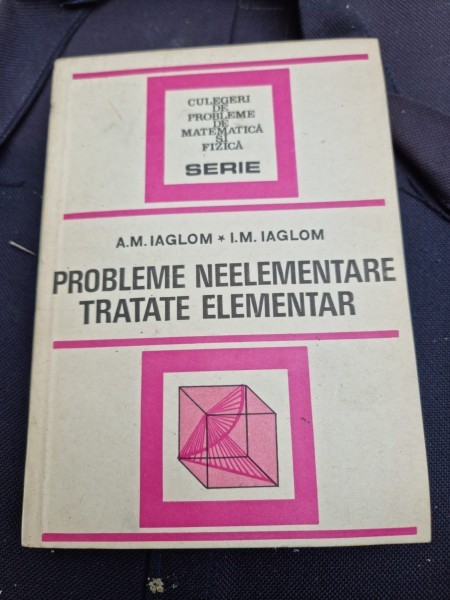 CULEGERI
DE
PROBLEME
DE
MATEMATICĂ
ȘI
FIZICĂ
SERIE
A.M. IAGLOM ★ I.M. IAGLOM
PROBLEME NEELEMENTARE
TRATATE ELEMENTAR